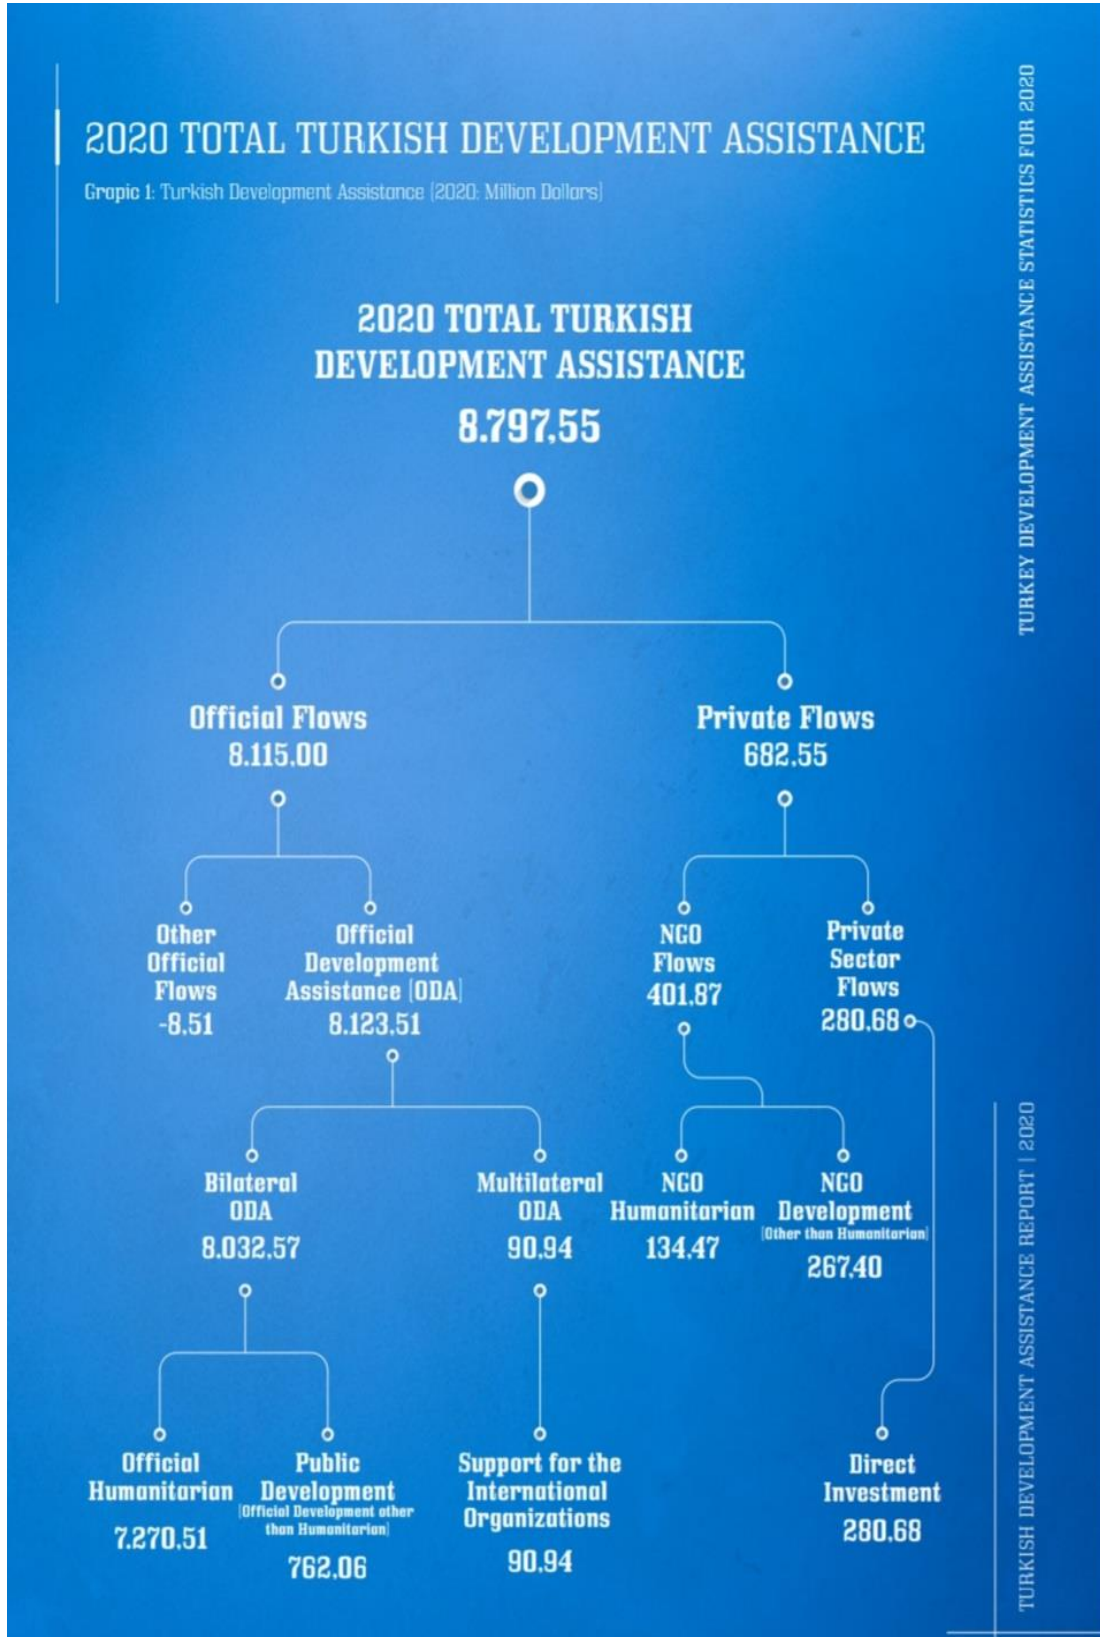 2020 TOTAL TURKISH DEVELOPMENT ASSISTANCE
Grapic 1: Turkish Development Assistance (2020; Million Dollars)
2020 TOTAL TURKISH
DEVELOPMENT ASSISTANCE
8.797,55
Official Flows
8.115,00
Private Flows
682,55
Other
Official
Flows
-8,51
Official
Development
Assistance (ODA)
8.123,51
NGO
Flows
401,87
Private
Sector
Flows
280,68
Bilateral
ODA
8.032,57
Multilateral
ODA
90,94
NGO
Humanitarian
134,47
NGO
Development
(Other than Humanitarian)
267,40
Official
Humanitarian
7.270,51
Public
Development
(Official Development other
than Humanitarian)
762,06
Support for the
International
Organizations
90,94
Direct
Investment
280,68
TURKEY DEVELOPMENT ASSISTANCE STATISTICS FOR 2020
TURKISH DEVELOPMENT ASSISTANCE REPORT | 2020